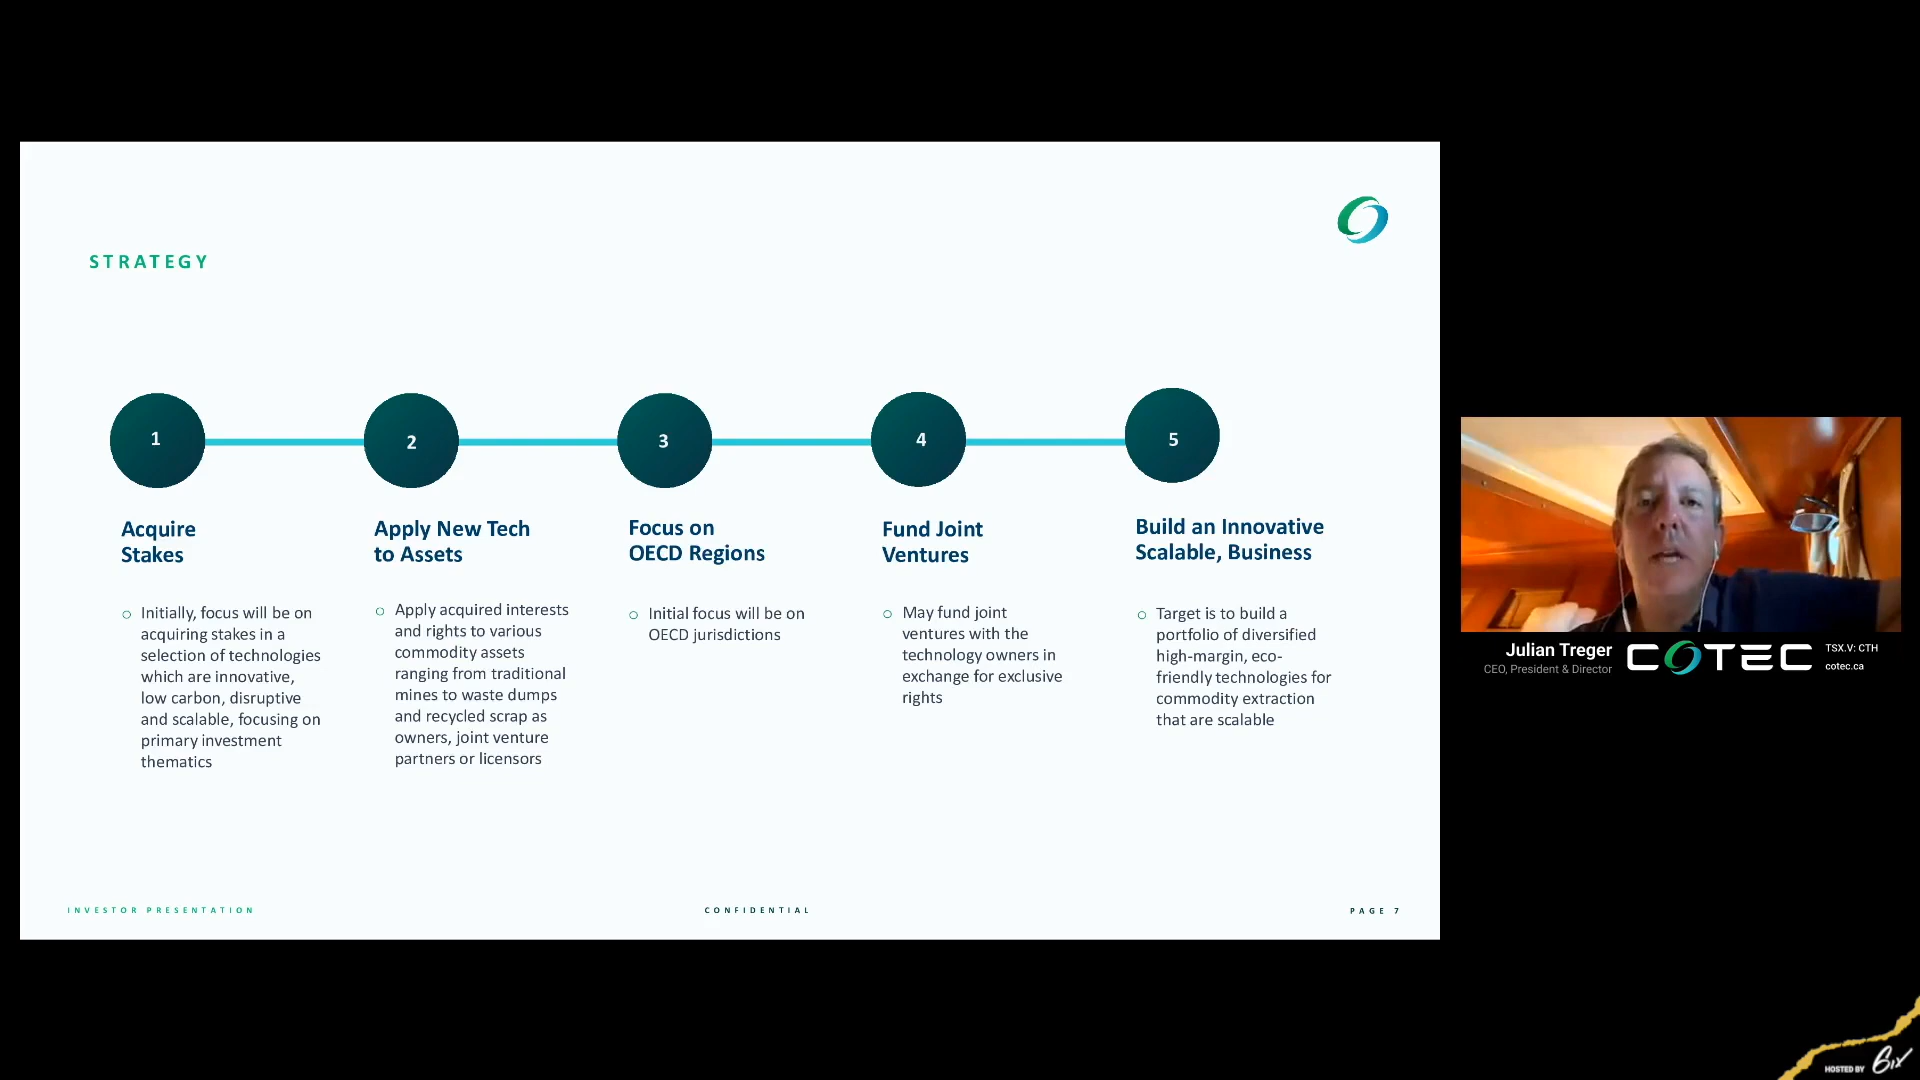 STRATEGY
1
2
3
4
5
Acquire
Stakes
Initially, focus will be on
acquiring stakes in a
selection of technologies
which are innovative,
low carbon, disruptive
and scalable, focusing on
primary investment
thematics
Apply New Tech
to Assets
Apply acquired interests
and rights to various
commodity assets
ranging from traditional
mines to waste dumps
and recycled scrap as
owners, joint venture
partners or licensors
Focus on
OECD Regions
Initial focus will be on
OECD jurisdictions
Fund Joint
Ventures
May fund joint
ventures with the
technology owners in
exchange for exclusive
rights
Build an Innovative
Scalable, Business
Target is to build a
portfolio of diversified
high-margin, eco-
friendly technologies for
commodity extraction
that are scalable
INVESTOR PRESENTATION
CONFIDENTIAL
PAGE 7
Julian Treger
CEO, President & Director
COTEC
TSX.V: CTH
cotec.ca
HOSTED BY 6ix